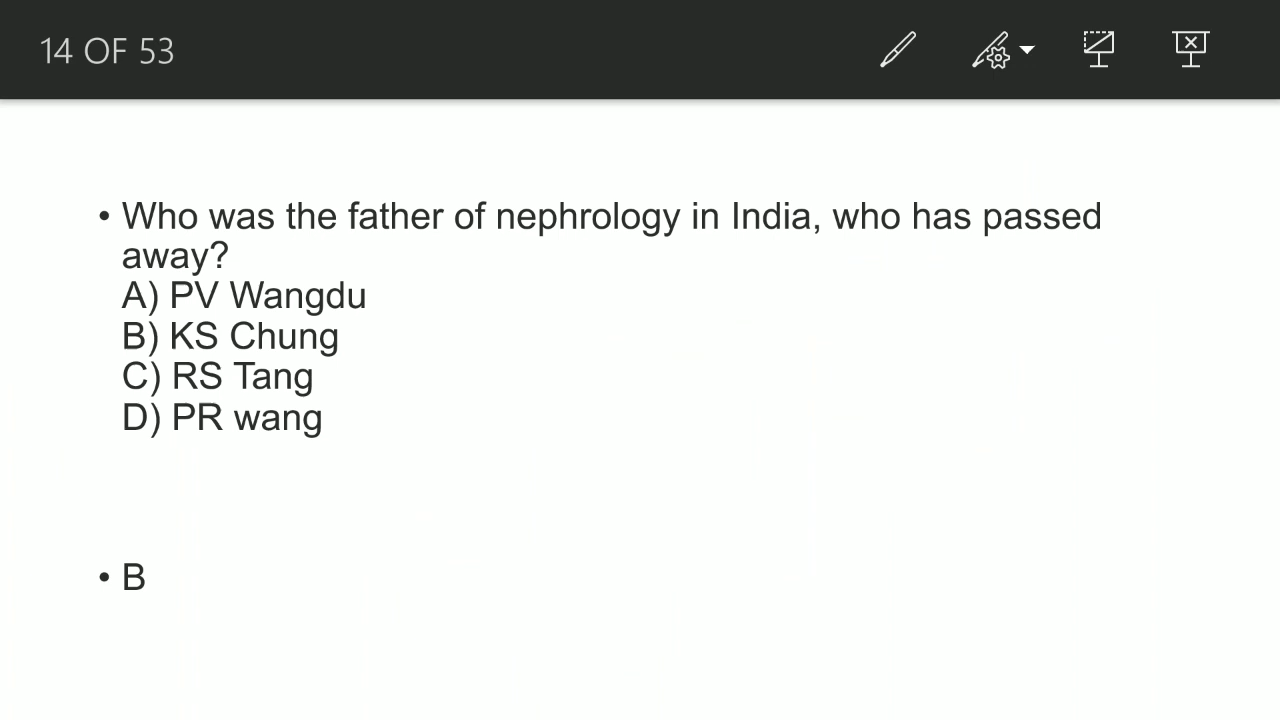 14 OF 53
• Who was the father of nephrology in India, who has passed
away?
A) PV Wangdu
B) KS Chung
C) RS Tang
D) PR wang
• B